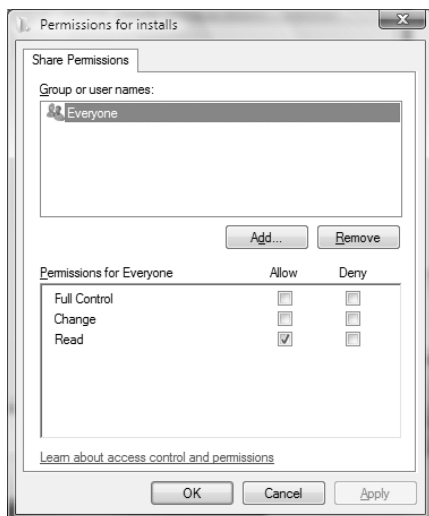 Permissions for installs
Share Permissions
Group or user names:
Everyone
Add...
Remove
Permissions for Everyone Allow Deny
Full Control
Change
Read
Learn about access control and permissions
OK Cancel Apply